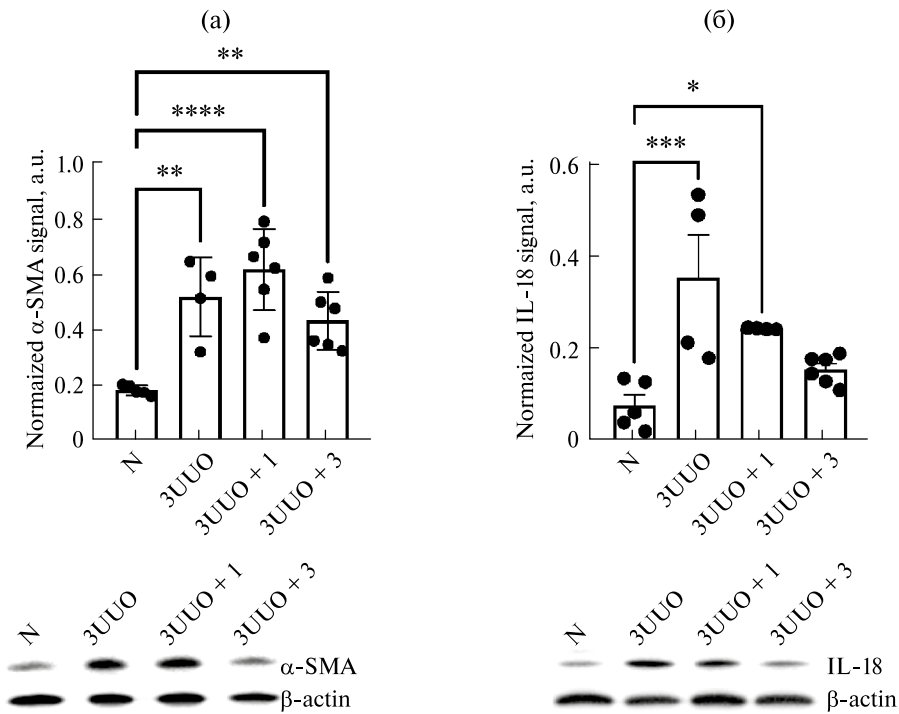 (а)
**
****
**
Normaized α-SMA signal, a.u.
1.0
0.8
0.6
0.4
0.2
0
N
3UUO
3UUO + 1
3UUO + 3
N
3UUO
3UUO + 1
3UUO + 3
α-SMA
β-actin
(б)
*
***
Normaized IL-18 signal, a.u.
0.6
0.4
0.2
0
N
3UUO
3UUO + 1
3UUO + 3
N
3UUO
3UUO + 1
3UUO + 3
IL-18
β-actin